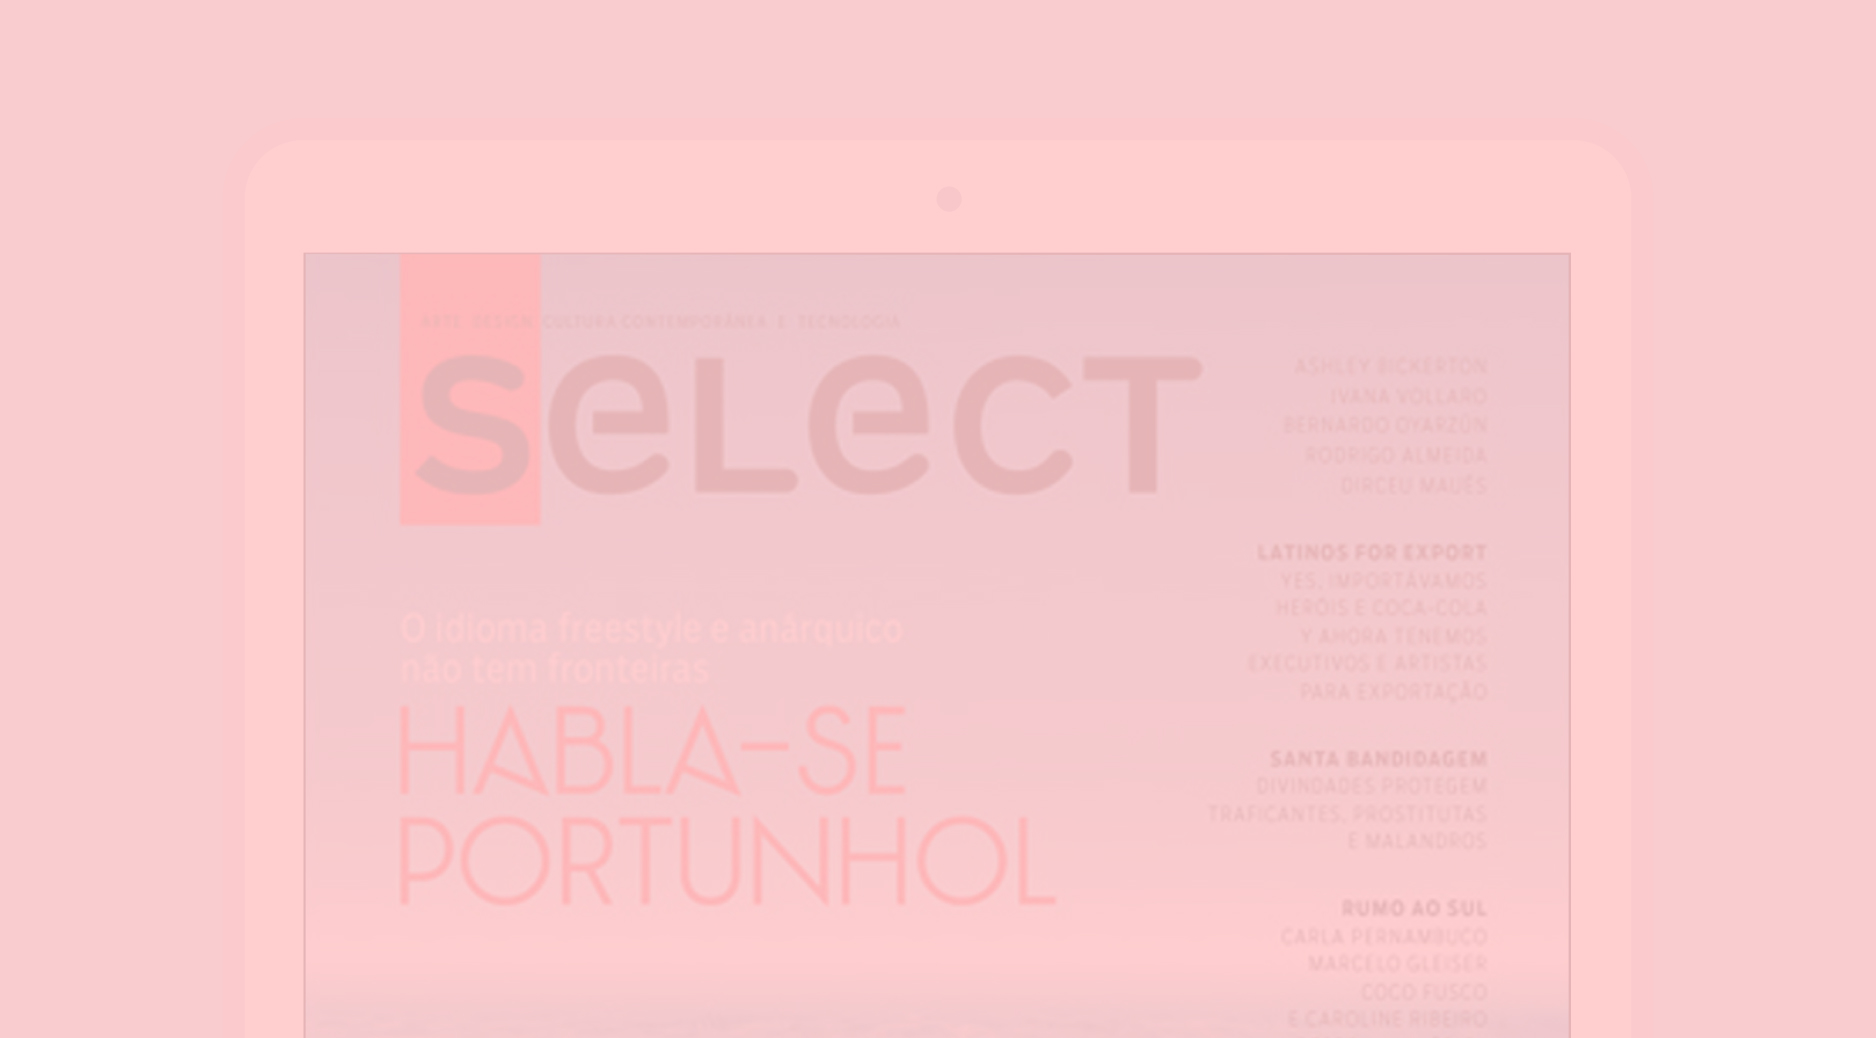 ARTE DESIGN CULTURA CONTEMPORÂNEA E TECNOLOGIA
seLecT
ASHLEY BICKERTON
IVANA VOLLARO
BERNARDO OYARZÚN
RODRIGO ALMEIDA
DIRCEU MAUÉS
LATINOS FOR EXPORT
YES, IMPORTÁVAMOS
HERÓIS E COCA-COLA
Y AHORA TENEMOS
EXECUTIVOS E ARTISTAS
PARA EXPORTAÇÃO
O idioma freestyle e anárquico
não tem fronteiras
HABLA-SE
PORTUNHOL
SANTA BANDIDAGEM
DIVINDADES PROTEGEM
TRAFICANTES, PROSTITUTAS
E MALANDROS
RUMO AO SUL
CARLA PERNAMBUCO
MARCELO GLEISER
COCO FUSCO
E CAROLINE RIBEIRO